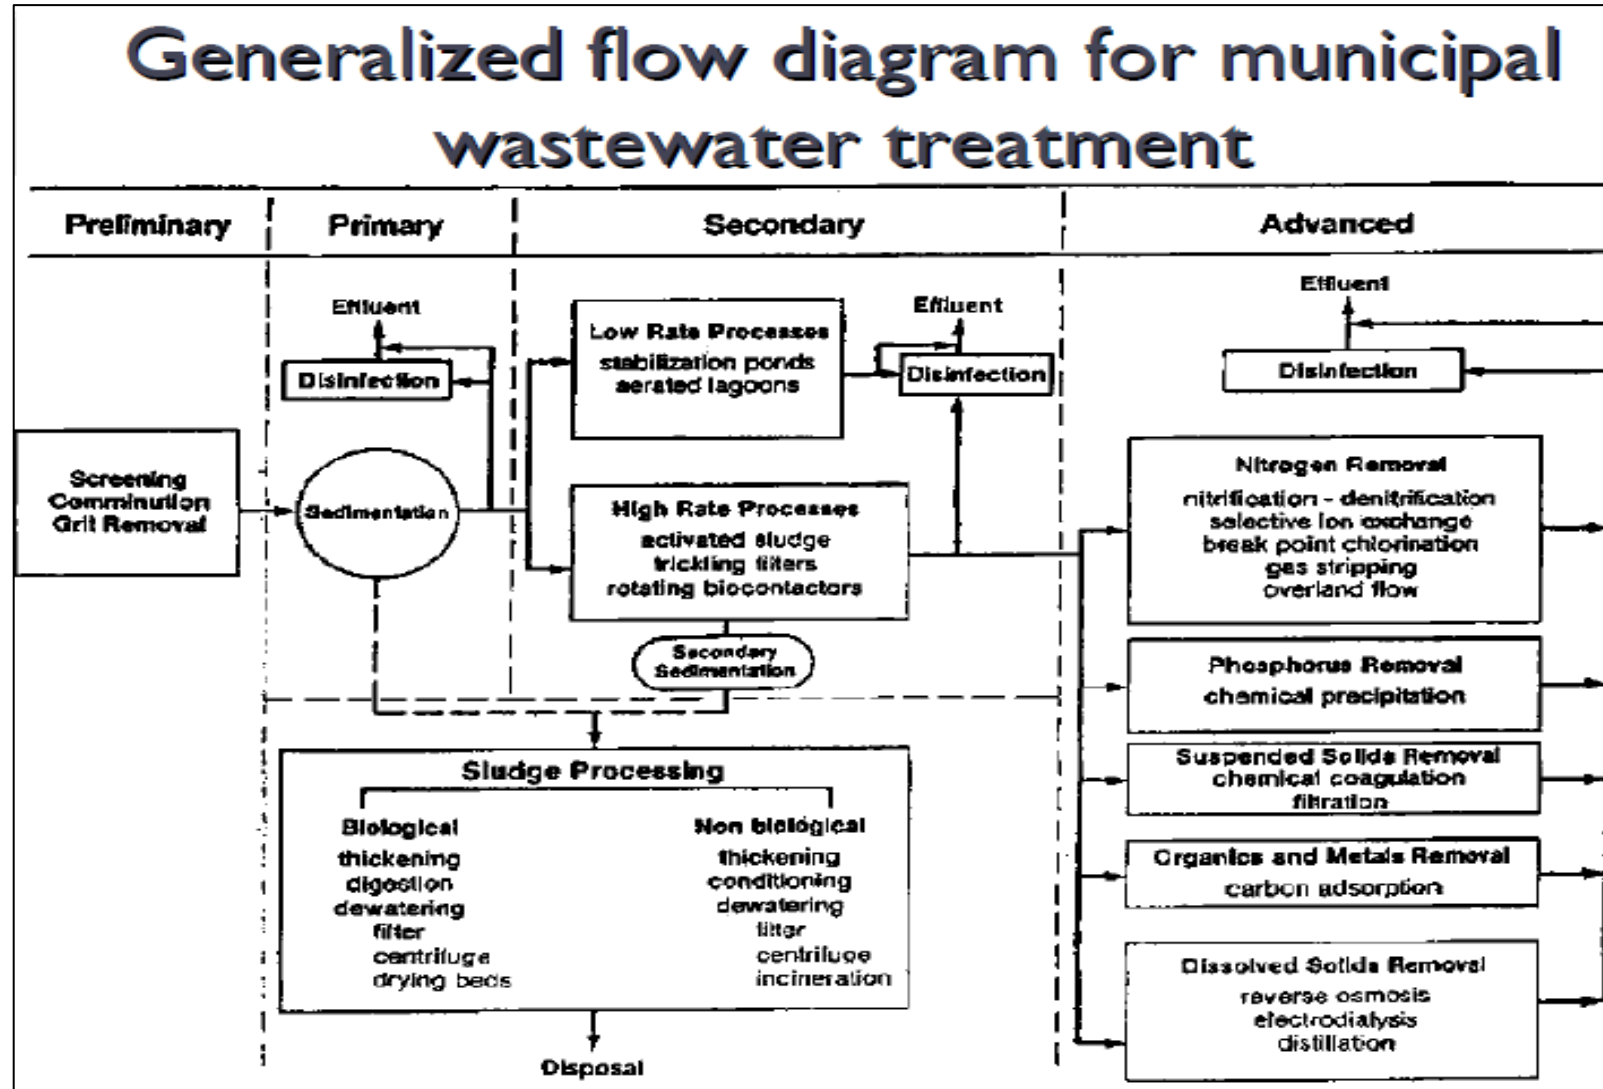 Generalized flow diagram for municipal
wastewater treatment
Preliminary
Primary
Secondary
Advanced
Screening
Comminution
Grit Removal
Effluent
Disinfection
Sedimentation
Low Rate Processes
stabilization ponds
aerated lagoons
Effluent
Disinfection
High Rate Processes
activated sludge
trickling filters
rotating biocontactors
Secondary
Sedimentation
Sludge Processing
Biological
thickening
digestion
dewatering
filter
centrifuge
drying beds
Non biological
thickening
conditioning
dewatering
filter
centrifuge
incineration
Disposal
Effluent
Disinfection
Nitrogen Removal
nitrification - denitrification
selective ion exchange
break point chlorination
gas stripping
overland flow
Phosphorus Removal
chemical precipitation
Suspended Solids Removal
chemical coagulation
filtration
Organics and Metals Removal
carbon adsorption
Dissolved Solids Removal
reverse osmosis
electrodialysis
distillation